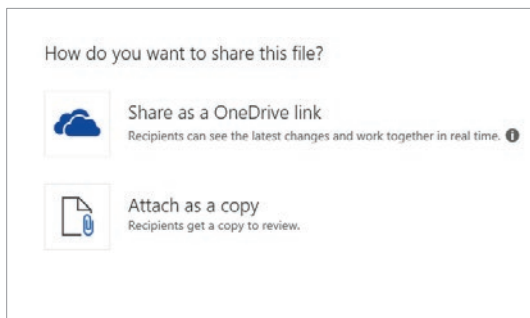 How do you want to share this file?
Share as a OneDrive link
Recipients can see the latest changes and work together in real time.
Attach as a copy
Recipients get a copy to review.